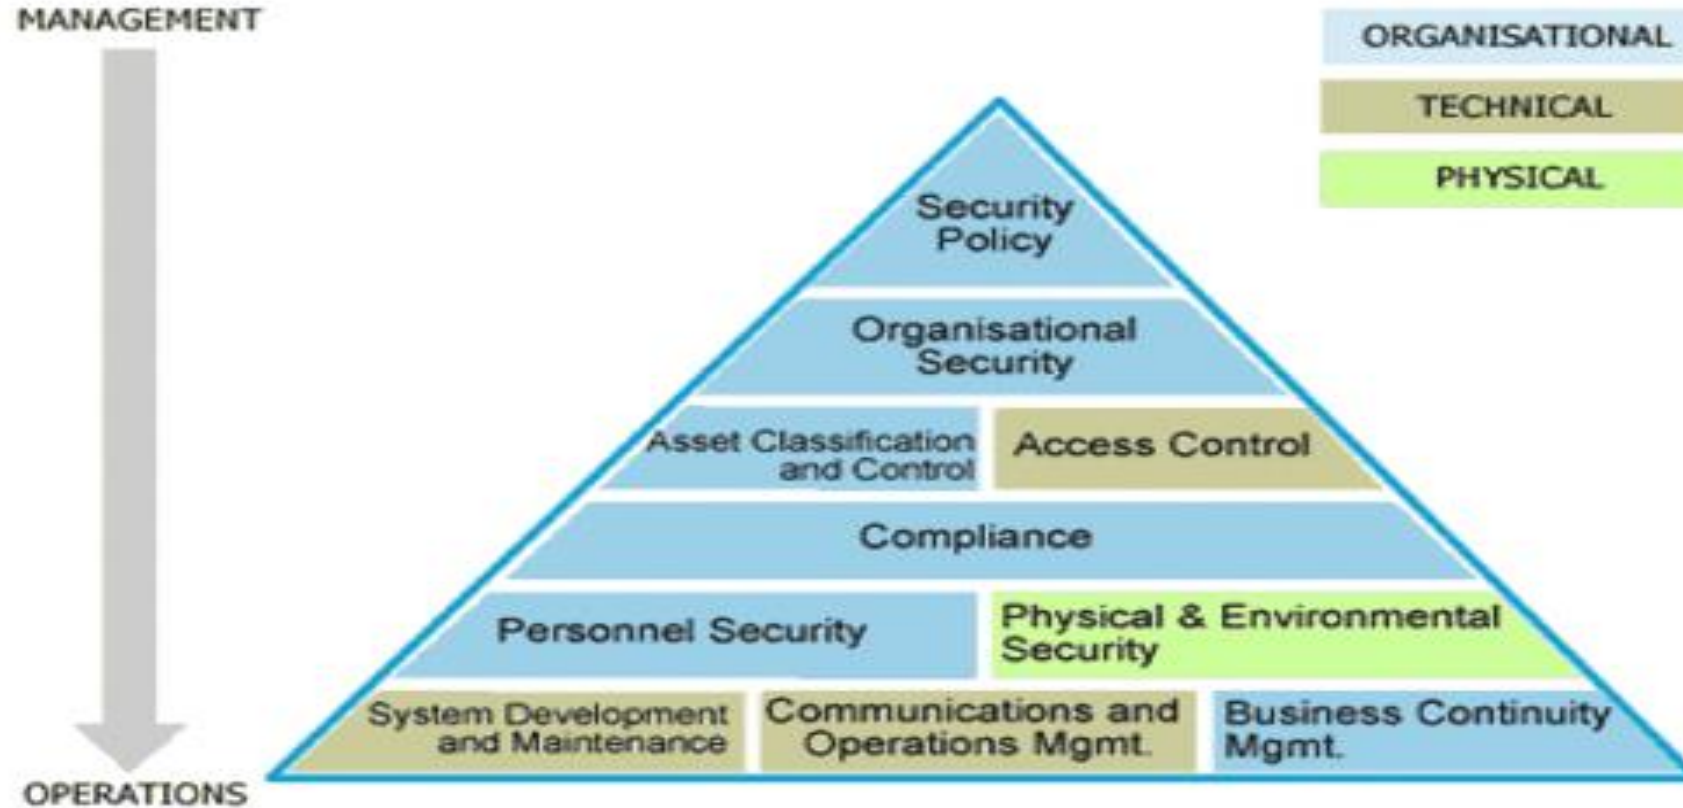 MANAGEMENT
ORGANISATIONAL
TECHNICAL
PHYSICAL
Security
Policy
Organisational
Security
Asset Classification
and Control
Access Control
Compliance
Personnel Security
Physical & Environmental
Security
System Development
and Maintenance
Communications and
Operations Mgmt.
Business Continuity
Mgmt.
OPERATIONS